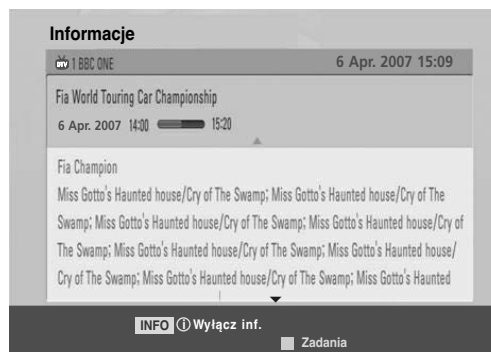 Informacje
DTV 1 BBC ONE 6 Apr. 2007 15:09
Fia World Touring Car Championship
6 Apr. 2007 14:00 15:20
Fia Champion
Miss Gotto's Haunted house/Cry of The Swamp; Miss Gotto's Haunted house/Cry of The
Swamp; Miss Gotto's Haunted house/Cry of The Swamp; Miss Gotto's Haunted house/Cry of
The Swamp; Miss Gotto's Haunted house/Cry of The Swamp; Miss Gotto's Haunted house/
Cry of The Swamp; Miss Gotto's Haunted house/Cry of The Swamp; Miss Gotto's Haunted
INFO i Wyłącz inf.
Zadania